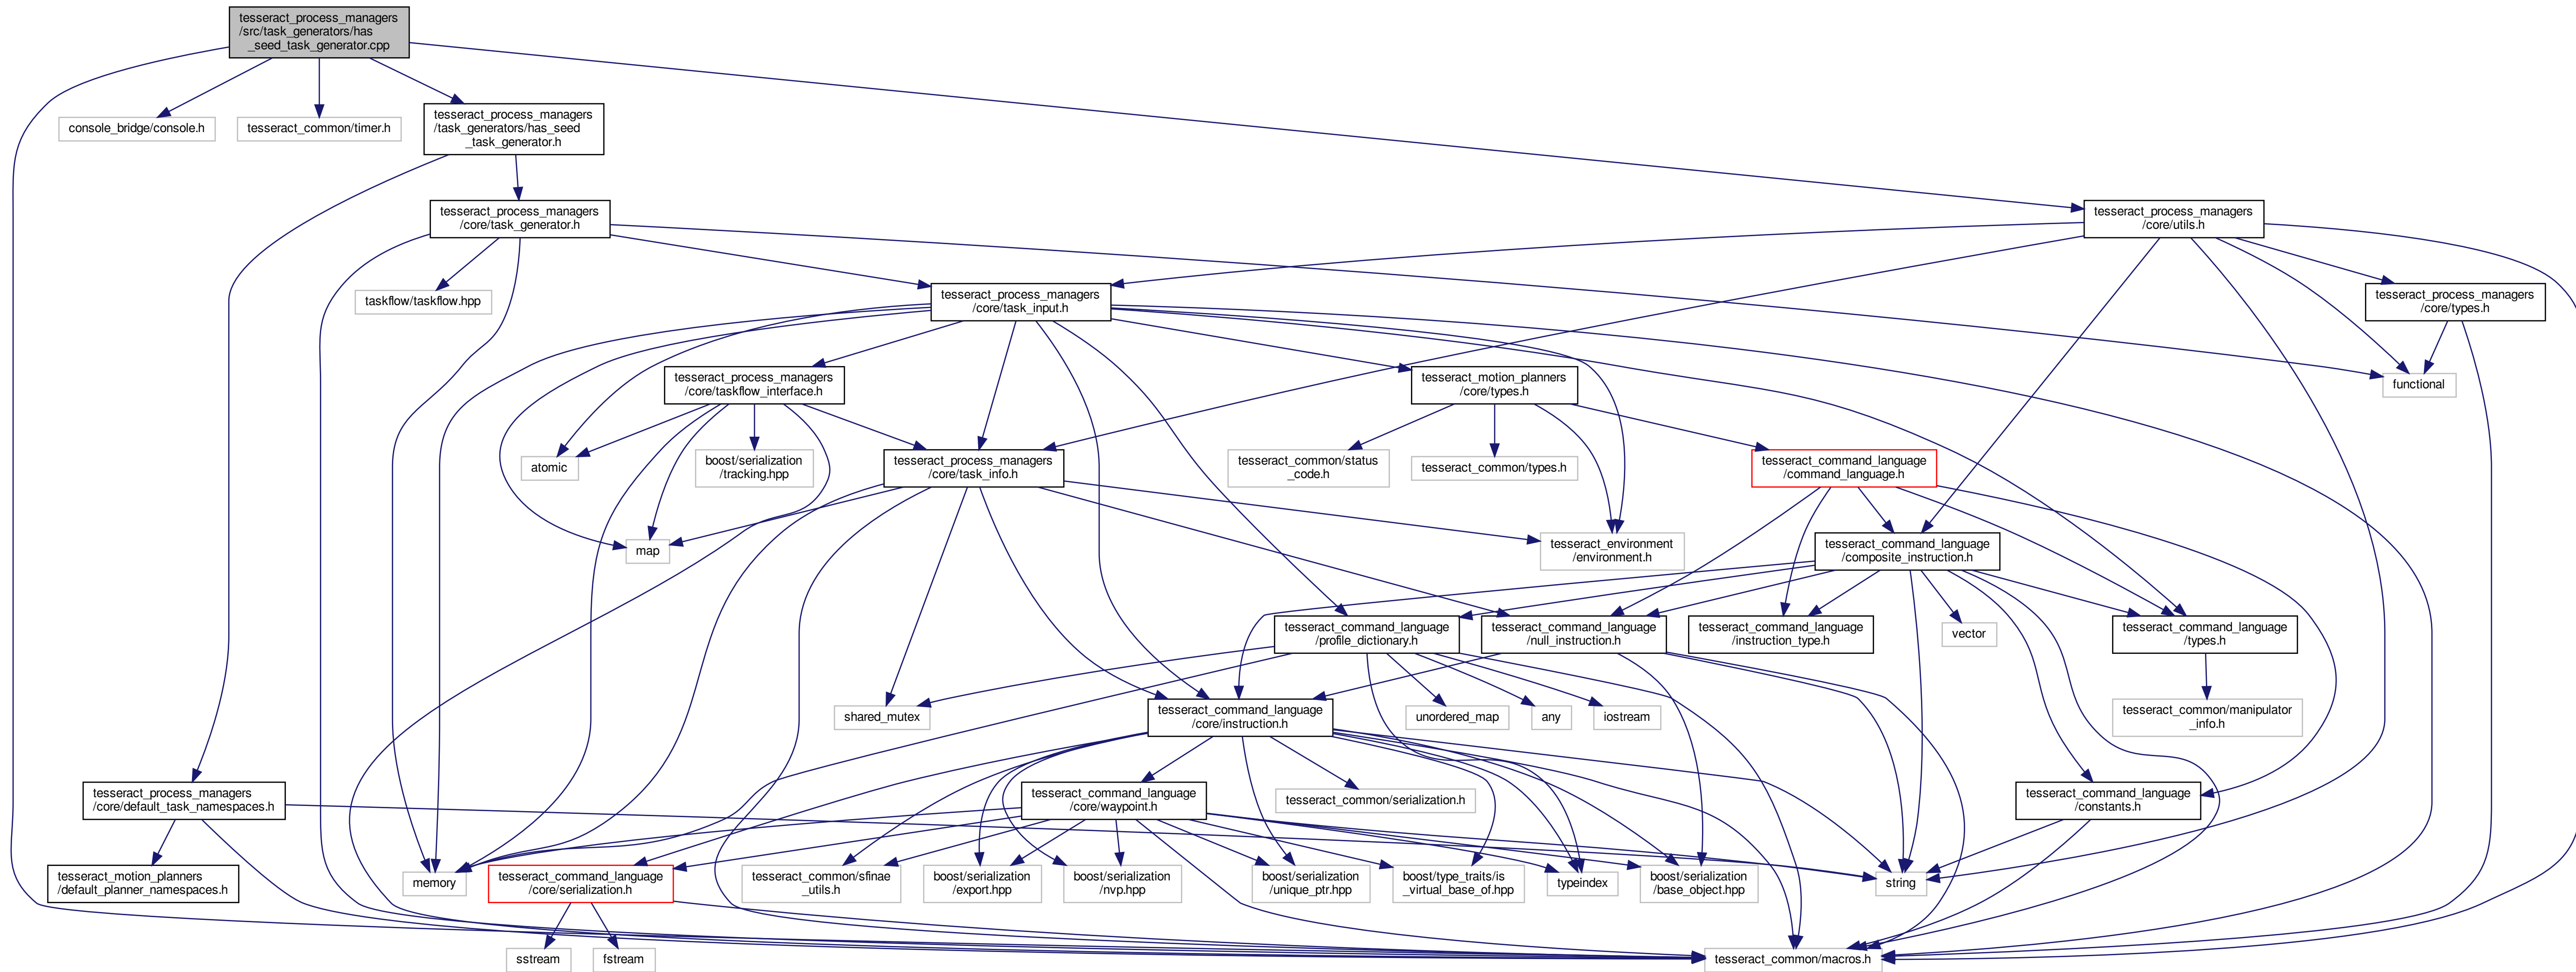 tesseract_process_managers
/src/task_generators/has
_seed_task_generator.cpp
console_bridge/console.h
tesseract_common/timer.h
tesseract_process_managers
/task_generators/has_seed
_task_generator.h
tesseract_process_managers
/core/task_generator.h
tesseract_process_managers
/core/utils.h
taskflow/taskflow.hpp
tesseract_process_managers
/core/task_input.h
tesseract_process_managers
/core/types.h
tesseract_process_managers
/core/taskflow_interface.h
tesseract_motion_planners
/core/types.h
functional
atomic
boost/serialization
/tracking.hpp
tesseract_process_managers
/core/task_info.h
tesseract_common/status
_code.h
tesseract_common/types.h
tesseract_command_language
/command_language.h
map
tesseract_environment
/environment.h
tesseract_command_language
/composite_instruction.h
tesseract_command_language
/profile_dictionary.h
tesseract_command_language
/null_instruction.h
tesseract_command_language
/instruction_type.h
vector
tesseract_command_language
/types.h
shared_mutex
tesseract_command_language
/core/instruction.h
unordered_map
any
iostream
tesseract_common/manipulator
_info.h
tesseract_process_managers
/core/default_task_namespaces.h
tesseract_command_language
/core/waypoint.h
tesseract_common/serialization.h
tesseract_command_language
/constants.h
tesseract_motion_planners
/default_planner_namespaces.h
memory
tesseract_command_language
/core/serialization.h
tesseract_common/sfinae
_utils.h
boost/serialization
/export.hpp
boost/serialization
/nvp.hpp
boost/serialization
/unique_ptr.hpp
boost/type_traits/is
_virtual_base_of.hpp
typeindex
boost/serialization
/base_object.hpp
string
sstream
fstream
tesseract_common/macros.h